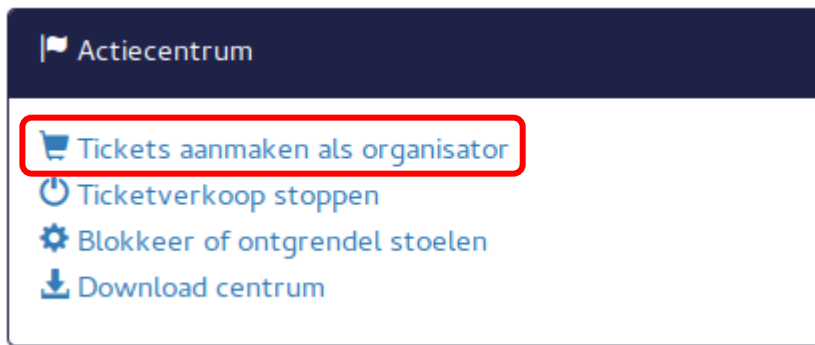 Actiecentrum
Tickets aanmaken als organisator
Ticketverkoop stoppen
Blokkeer of ontgrendel stoelen
Download centrum